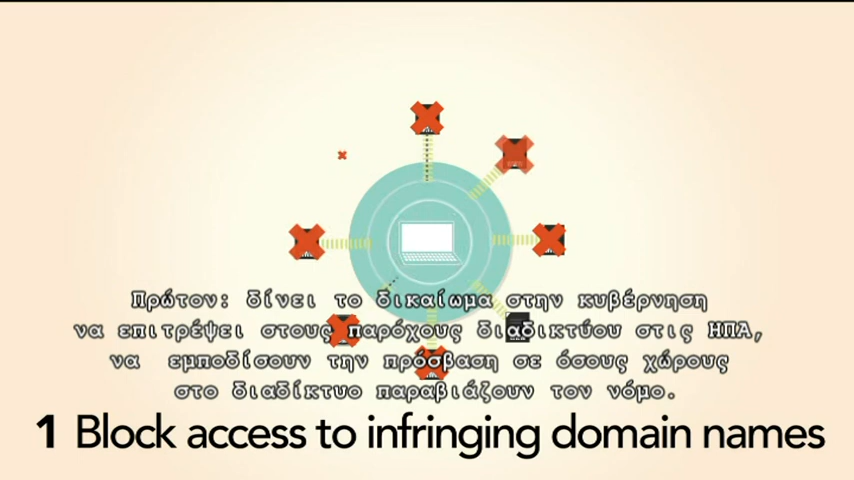 Πρώτον: δίνει το δικαίωμα στην κυβέρνηση
να επιτρέψει στους παρόχους διαδικτύου στις ΗΠΑ,
να εμποδίσουν την πρόσβαση σε όσους χώρους
στο διαδίκτυο παραβιάζουν τον νόμο.
1 Block access to infringing domain names